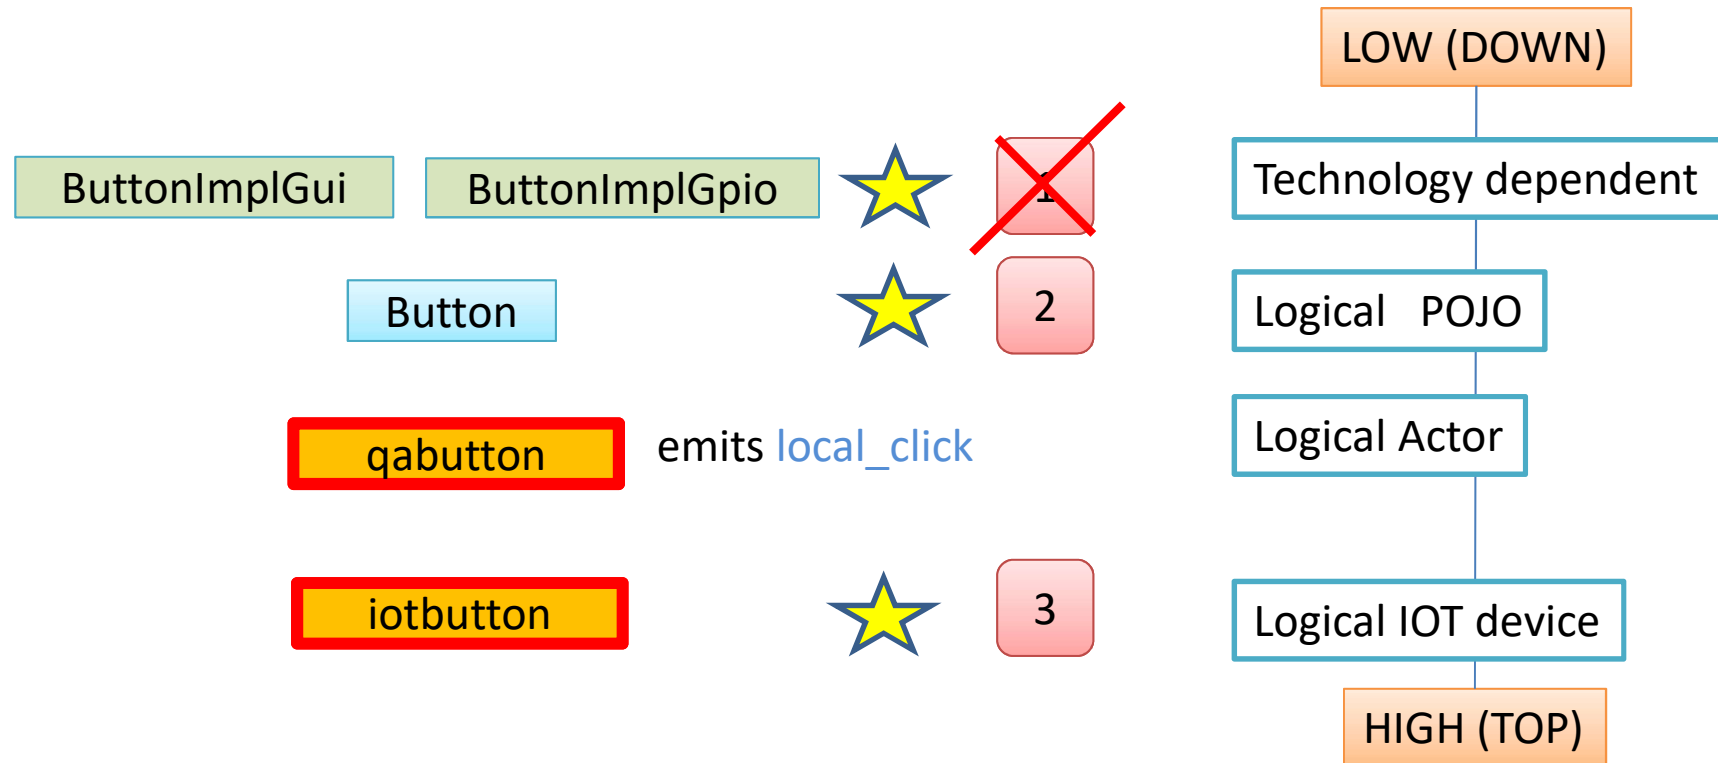 LOW (DOWN)
ButtonImplGui
ButtonImplGpio
1
Technology dependent
Button
2
Logical POJO
qabutton
emits local_click
Logical Actor
iotbutton
3
Logical IOT device
HIGH (TOP)